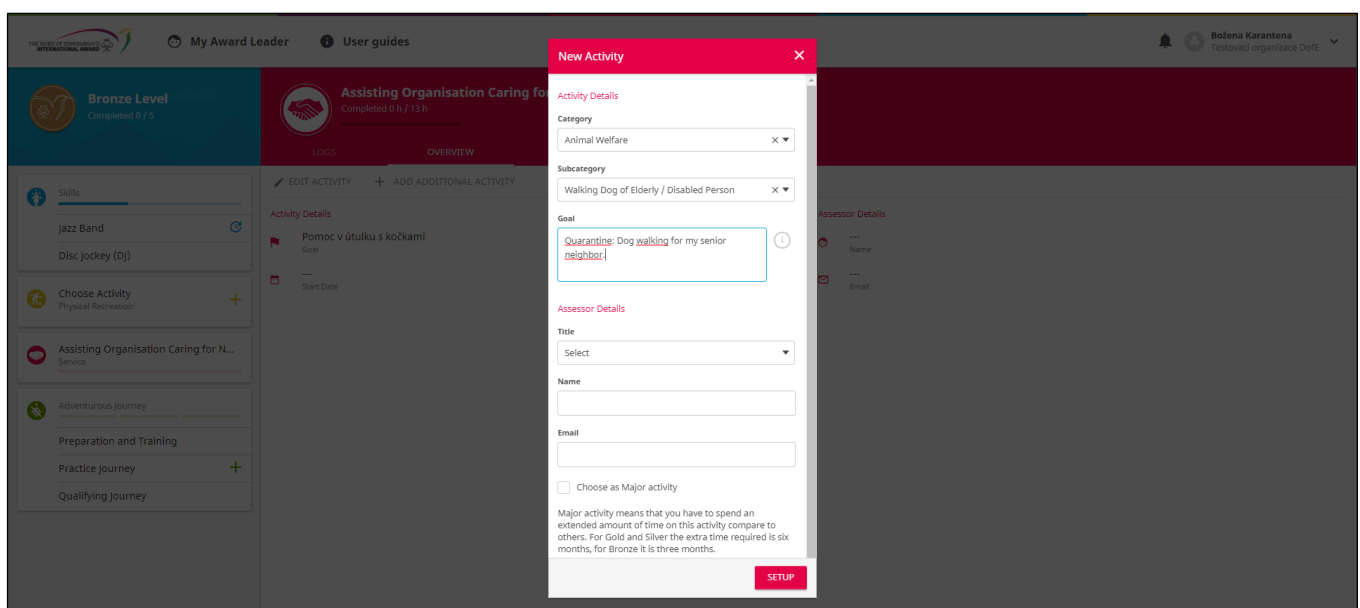 THE DUKE OF EDINBURGH'S
INTERNATIONAL AWARD
My Award Leader
User guides
Božena Karantena
Testovací organizace DofE
Bronze Level
Completed 0 / 5
Assisting Organisation Caring fo
Completed 0 h / 13 h
LOGS
OVERVIEW
EDIT ACTIVITY
ADD ADDITIONAL ACTIVITY
Skills
Jazz Band
Disc jockey (DJ)
Choose Activity
Physical Recreation
Assisting Organisation Caring for N...
Service
Adventurous Journey
Preparation and Training
Practice Journey
Qualifying Journey
Activity Details
Pomoc v útulku s kočkami
Goal
---
Start Date
New Activity
Activity Details
Category
Animal Welfare
Subcategory
Walking Dog of Elderly / Disabled Person
Goal
Quarantine: Dog walking for my senior
neighbor.
Assessor Details
Title
Select
Name
Email
Choose as Major activity
Major activity means that you have to spend an
extended amount of time on this activity compare to
others. For Gold and Silver the extra time required is six
months, for Bronze it is three months.
SETUP
Assessor Details
---
Name
---
Email